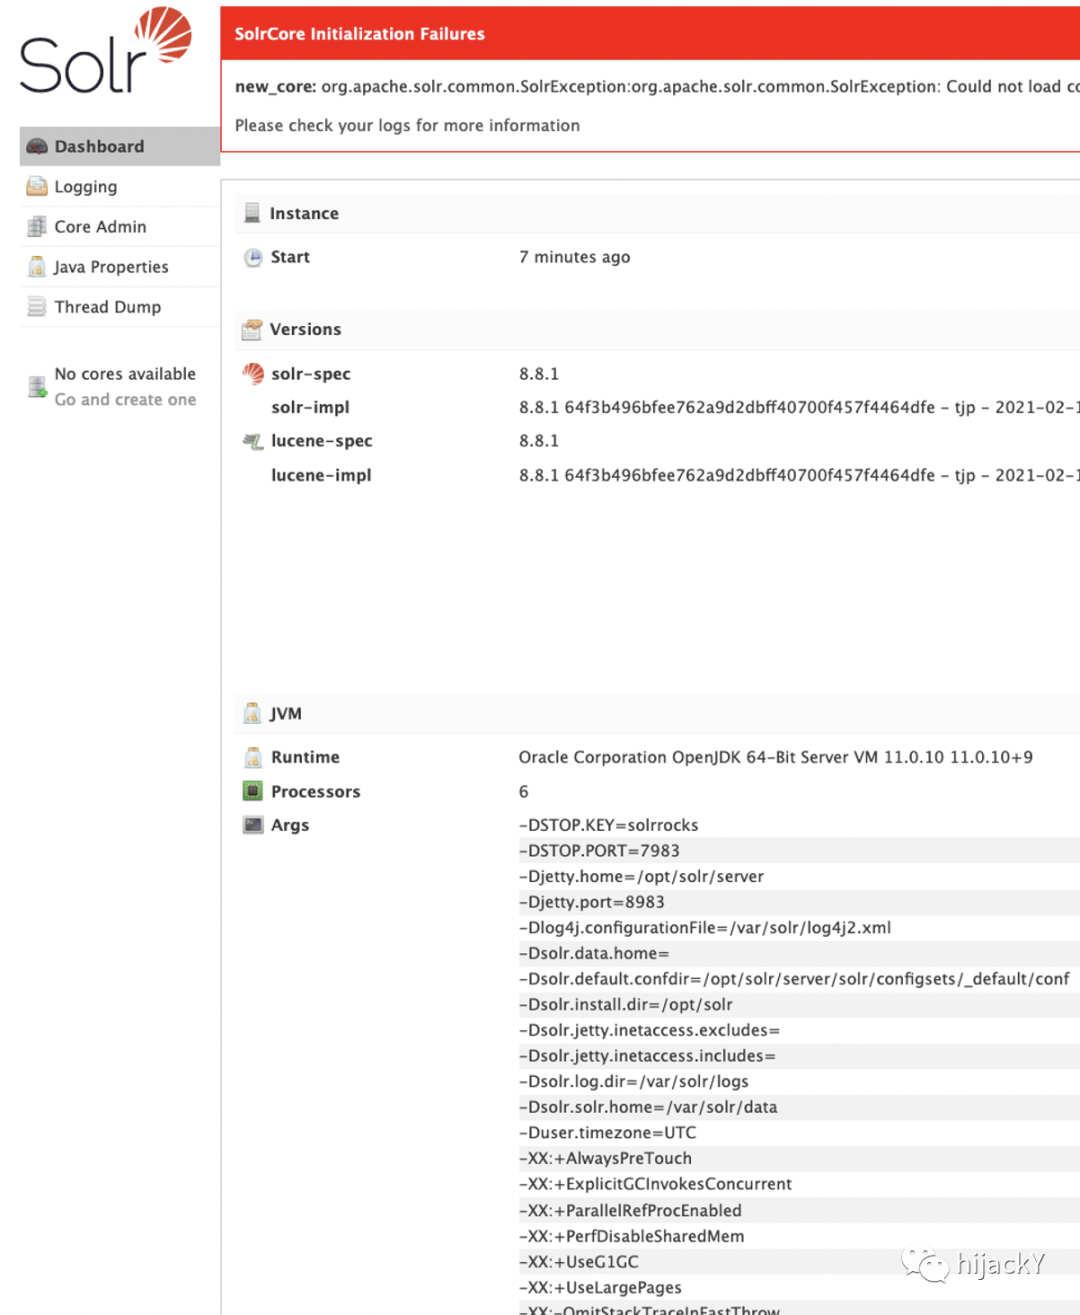 Solr
SolrCore Initialization Failures
new_core: org.apache.solr.common.SolrException:org.apache.solr.common.SolrException: Could not load
Please check your logs for more information
Dashboard
Logging
Core Admin
Java Properties
Thread Dump
No cores available
Go and create one
Instance
Start 7 minutes ago
Versions
solr-spec 8.8.1
solr-impl 8.8.1 64f3b496bfee762a9d2dbff40700f457f4464dfe - tjp - 2021-02-1
lucene-spec 8.8.1
lucene-impl 8.8.1 64f3b496bfee762a9d2dbff40700f457f4464dfe - tjp - 2021-02-1
JVM
Runtime Oracle Corporation OpenJDK 64-Bit Server VM 11.0.10 11.0.10+9
Processors 6
Args -DSTOP.KEY=solrrocks
-DSTOP.PORT=7983
-Djetty.home=/opt/solr/server
-Djetty.port=8983
-Dlog4j.configurationFile=/var/solr/log4j2.xml
-Dsolr.data.home=
-Dsolr.default.confdir=/opt/solr/server/solr/configsets/_default/conf
-Dsolr.install.dir=/opt/solr
-Dsolr.jetty.inetaccess.excludes=
-Dsolr.jetty.inetaccess.includes=
-Dsolr.log.dir=/var/solr/logs
-Dsolr.solr.home=/var/solr/data
-Duser.timezone=UTC
-XX:+AlwaysPreTouch
-XX:+ExplicitGCInvokesConcurrent
-XX:+ParallelRefProcEnabled
-XX:+PerfDisableSharedMem
-XX:+UseG1GC
-XX:+UseLargePages
-XX:-OmitStackTraceInFastThrow
hijackY